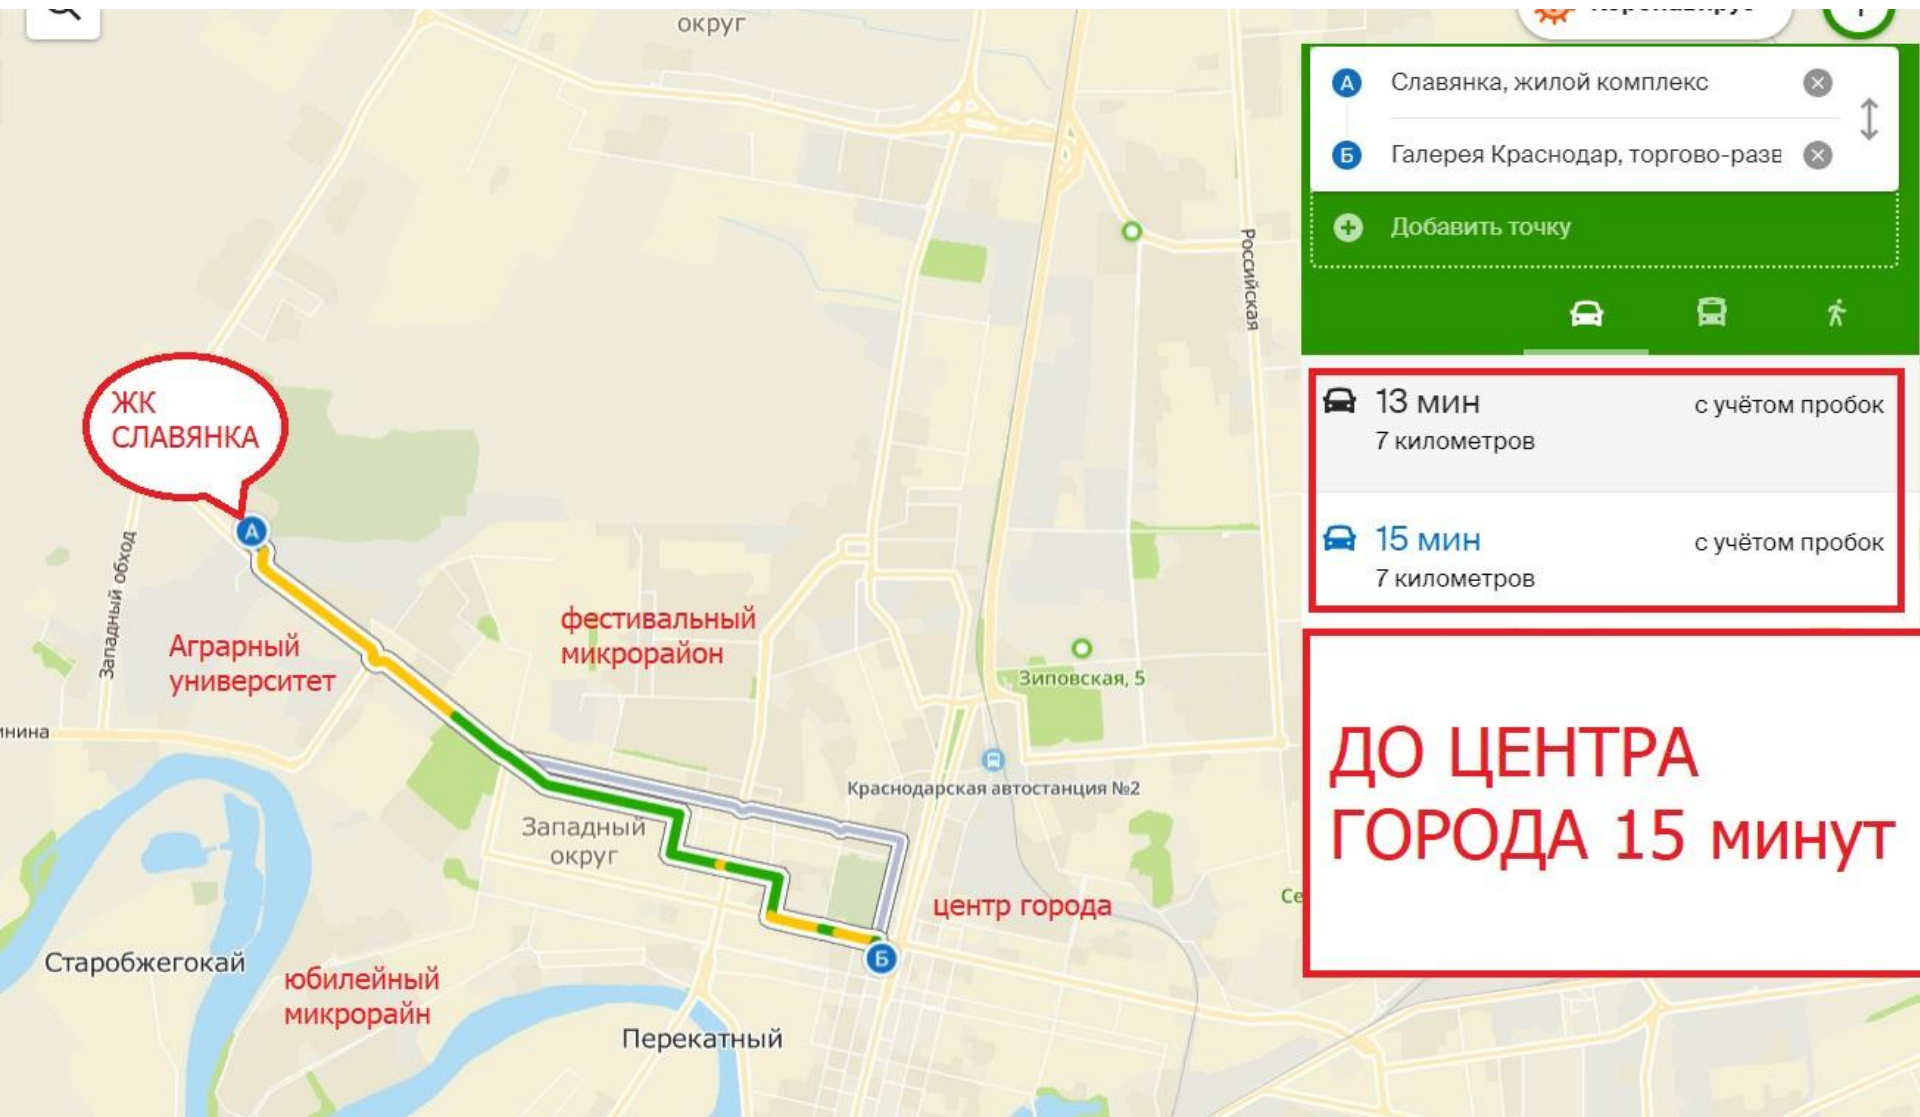 округ
Славянка, жилой комплекс
Галерея Краснодар, торгово-разв
Добавить точку
А
Б
13 мин
с учётом пробок
7 километров
15 мин
с учётом пробок
7 километров
ДО ЦЕНТРА
ГОРОДА 15 минут
Российская
ЖК
СЛАВЯНКА
А
Западный обход
Аграрный
университет
фестивальный
микрорайон
Зиповская, 5
Краснодарская автостанция №2
Западный
округ
центр города
Б
Старобжегокай
юбилейный
микрорайн
Перекатный